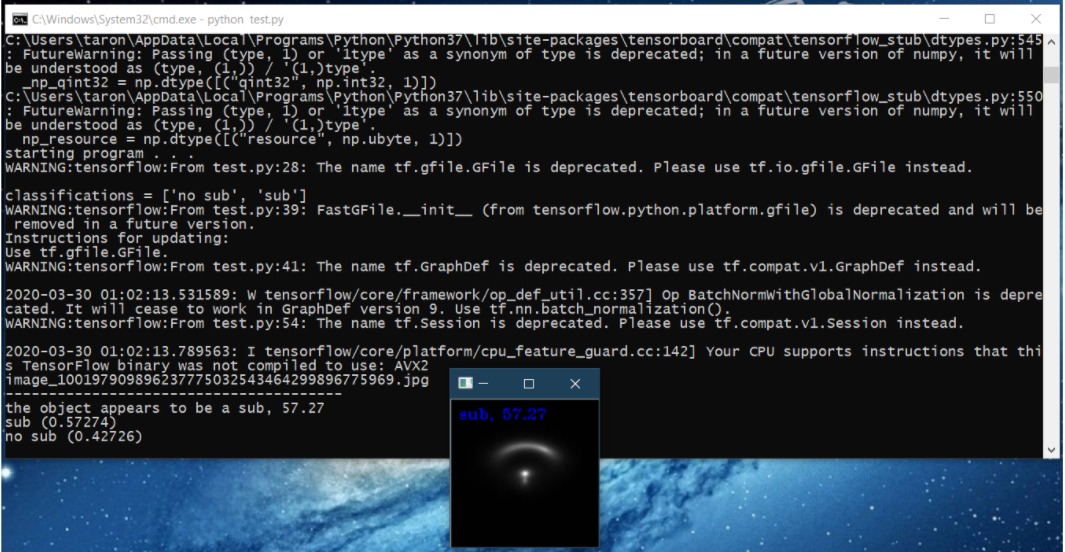 C:\Windows\System32\cmd.exe - python test.py
C:\Users\taron\AppData\Local\Programs\Python\Python37\lib\site-packages\tensorboard\compat\tensorflow_stub\dtypes.py:545
: FutureWarning: Passing (type, 1) or '1type' as a synonym of type is deprecated; in a future version of numpy, it will
be understood as (type, (1,)) / '(1,)type'.
_np_qint32 = np.dtype([("qint32", np.int32, 1)])
C:\Users\taron\AppData\Local\Programs\Python\Python37\lib\site-packages\tensorboard\compat\tensorflow_stub\dtypes.py:550
: FutureWarning: Passing (type, 1) or '1type' as a synonym of type is deprecated; in a future version of numpy, it will
be understood as (type, (1,)) / '(1,)type'.
np_resource = np.dtype([("resource", np.ubyte, 1)])
starting program . . .
WARNING:tensorflow:From test.py:28: The name tf.gfile.GFile is deprecated. Please use tf.io.gfile.GFile instead.
classifications = ['no sub', 'sub']
WARNING:tensorflow:From test.py:39: FastGFile.__init__ (from tensorflow.python.platform.gfile) is deprecated and will be
removed in a future version.
Instructions for updating:
Use tf.gfile.GFile.
WARNING:tensorflow:From test.py:41: The name tf.GraphDef is deprecated. Please use tf.compat.v1.GraphDef instead.
2020-03-30 01:02:13.531589: W tensorflow/core/framework/op_def_util.cc:357] Op BatchNormWithGlobalNormalization is depre
cated. It will cease to work in GraphDef version 9. Use tf.nn.batch_normalization().
WARNING:tensorflow:From test.py:54: The name tf.Session is deprecated. Please use tf.compat.v1.Session instead.
2020-03-30 01:02:13.789563: I tensorflow/core/platform/cpu_feature_guard.cc:142] Your CPU supports instructions that thi
s TensorFlow binary was not compiled to use: AVX2
image_100197909896237775032543464299896775969.jpg
----------------------------------------
the object appears to be a sub, 57.27
sub (0.57274)
no sub (0.42726)
sub, 57.27